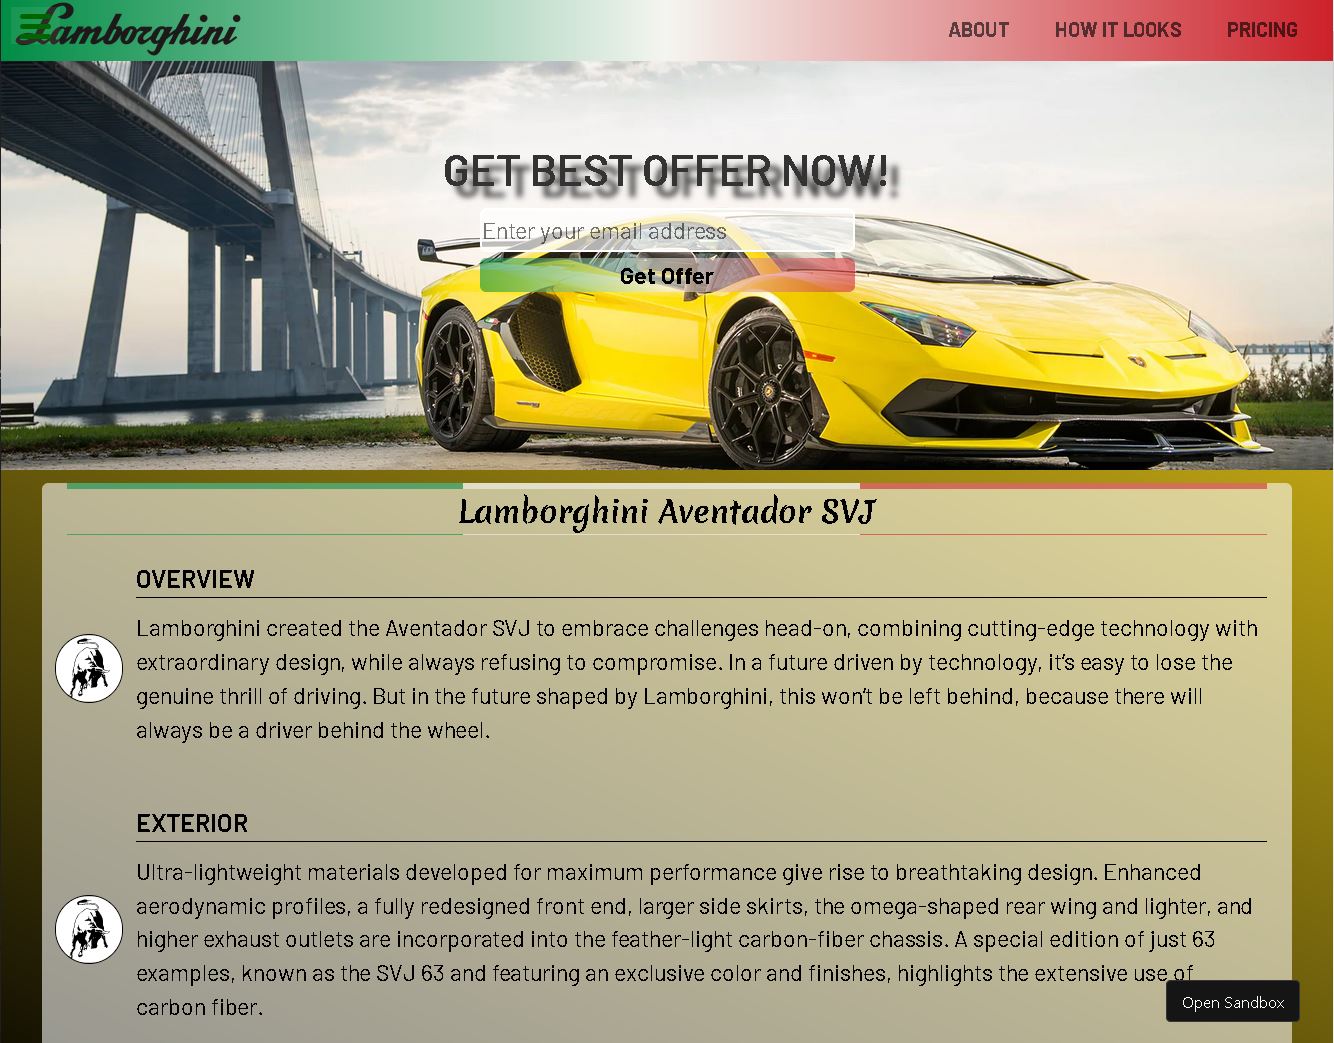 Lamborghini
ABOUT HOW IT LOOKS PRICING
GET BEST OFFER NOW!
Enter your email address
Get Offer
Lamborghini Aventador SVJ
OVERVIEW
Lamborghini created the Aventador SVJ to embrace challenges head-on, combining cutting-edge technology with
extraordinary design, while always refusing to compromise. In a future driven by technology, it’s easy to lose the
genuine thrill of driving. But in the future shaped by Lamborghini, this won’t be left behind, because there will
always be a driver behind the wheel.
EXTERIOR
Ultra-lightweight materials developed for maximum performance give rise to breathtaking design. Enhanced
aerodynamic profiles, a fully redesigned front end, larger side skirts, the omega-shaped rear wing and lighter, and
higher exhaust outlets are incorporated into the feather-light carbon-fiber chassis. A special edition of just 63
examples, known as the SVJ 63 and featuring an exclusive color and finishes, highlights the extensive use of
carbon fiber.
Open Sandbox